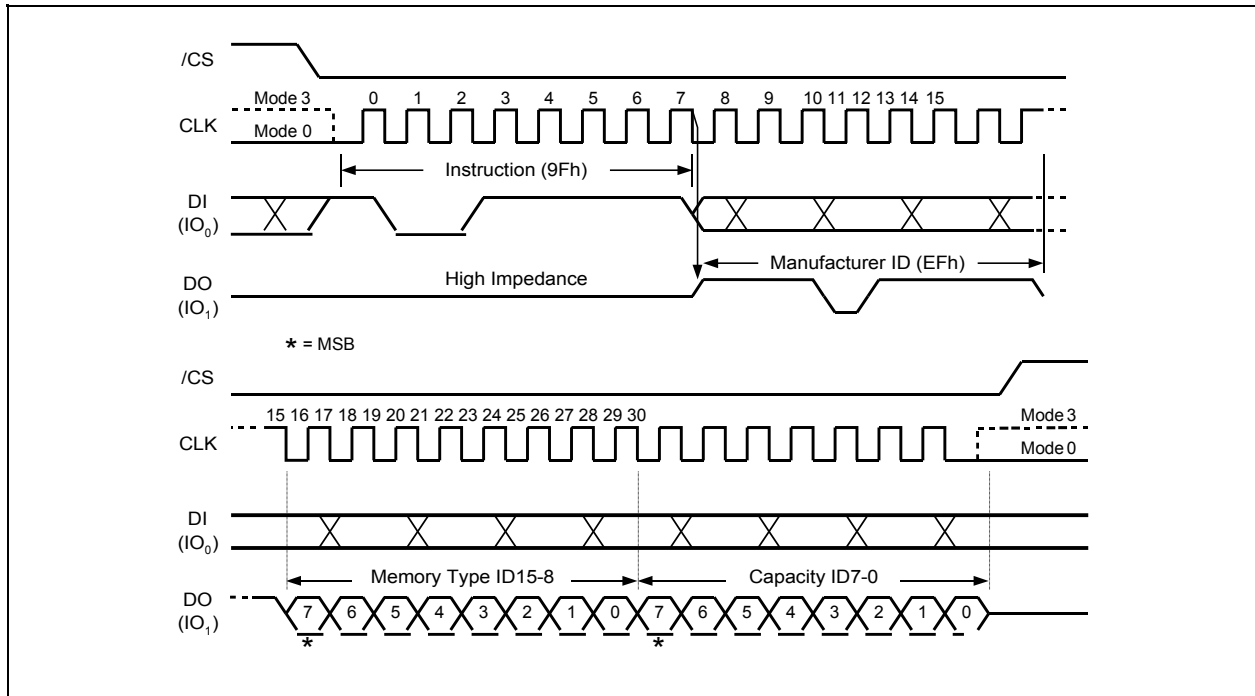 /CS
Mode 3 0 1 2 3 4 5 6 7 8 9 10 11 12 13 14 15
CLK
Mode 0
Instruction (9Fh)
DI
(IO0)
Manufacturer ID (EFh)
High Impedance
DO
(IO1)
* = MSB
/CS
15 16 17 18 19 20 21 22 23 24 25 26 27 28 29 30
Mode 3
CLK
Mode 0
DI
(IO0)
Memory Type ID15-8 Capacity ID7-0
DO
(IO1)
7 6 5 4 3 2 1 0 7 6 5 4 3 2 1 0
* *